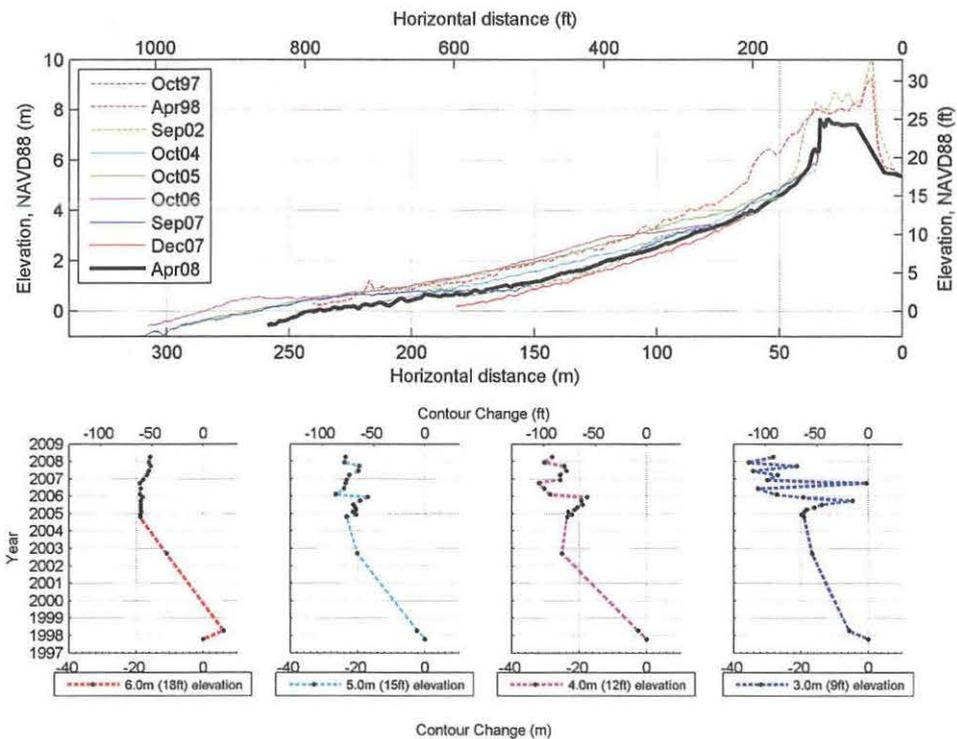 Horizontal distance (ft)
1000 800 600 400 200 0
Elevation, NAVD88 (m)
10
8
6
4
2
0
Oct97
Apr98
Sep02
Oct04
Oct05
Oct06
Sep07
Dec07
Apr08
30
25
20
15
10
5
0
Elevation, NAVD88 (ft)
300 250 200 150 100 50 0
Horizontal distance (m)
Contour Change (ft)
-100 -50 0
-100 -50 0
-100 -50 0
-100 -50 0
Year
2009
2008
2007
2006
2005
2004
2003
2002
2001
2000
1999
1998
1997
-40 -20 0
-40 -20 0
-40 -20 0
-40 -20 0
6.0m (18ft) elevation
5.0m (15ft) elevation
4.0m (12ft) elevation
3.0m (9ft) elevation
Contour Change (m)